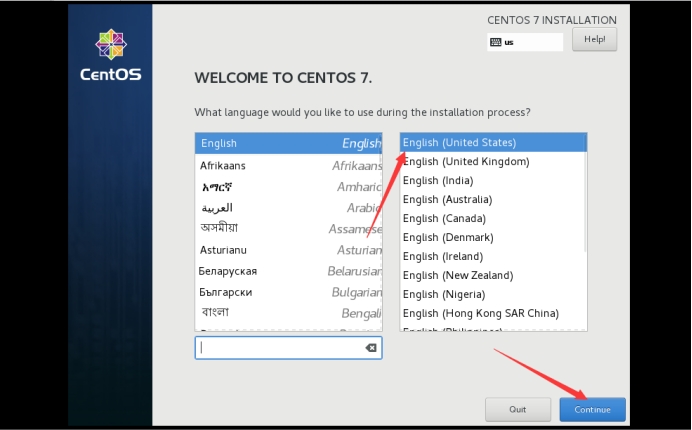 CENTOS 7 INSTALLATION
us
Help!
CentOS
WELCOME TO CENTOS 7.
What language would you like to use during the installation process?
English English
Afrikaans Afrikaans
አማርኛ Amharic
العربية Arabic
অসমীয়া Assamese
Asturianu Asturian
Беларуская Belarusian
Български Bulgarian
বাংলা Bengali
English (United States)
English (United Kingdom)
English (India)
English (Australia)
English (Canada)
English (Denmark)
English (Ireland)
English (New Zealand)
English (Nigeria)
English (Hong Kong SAR China)
English (Philippines)
Quit
Continue